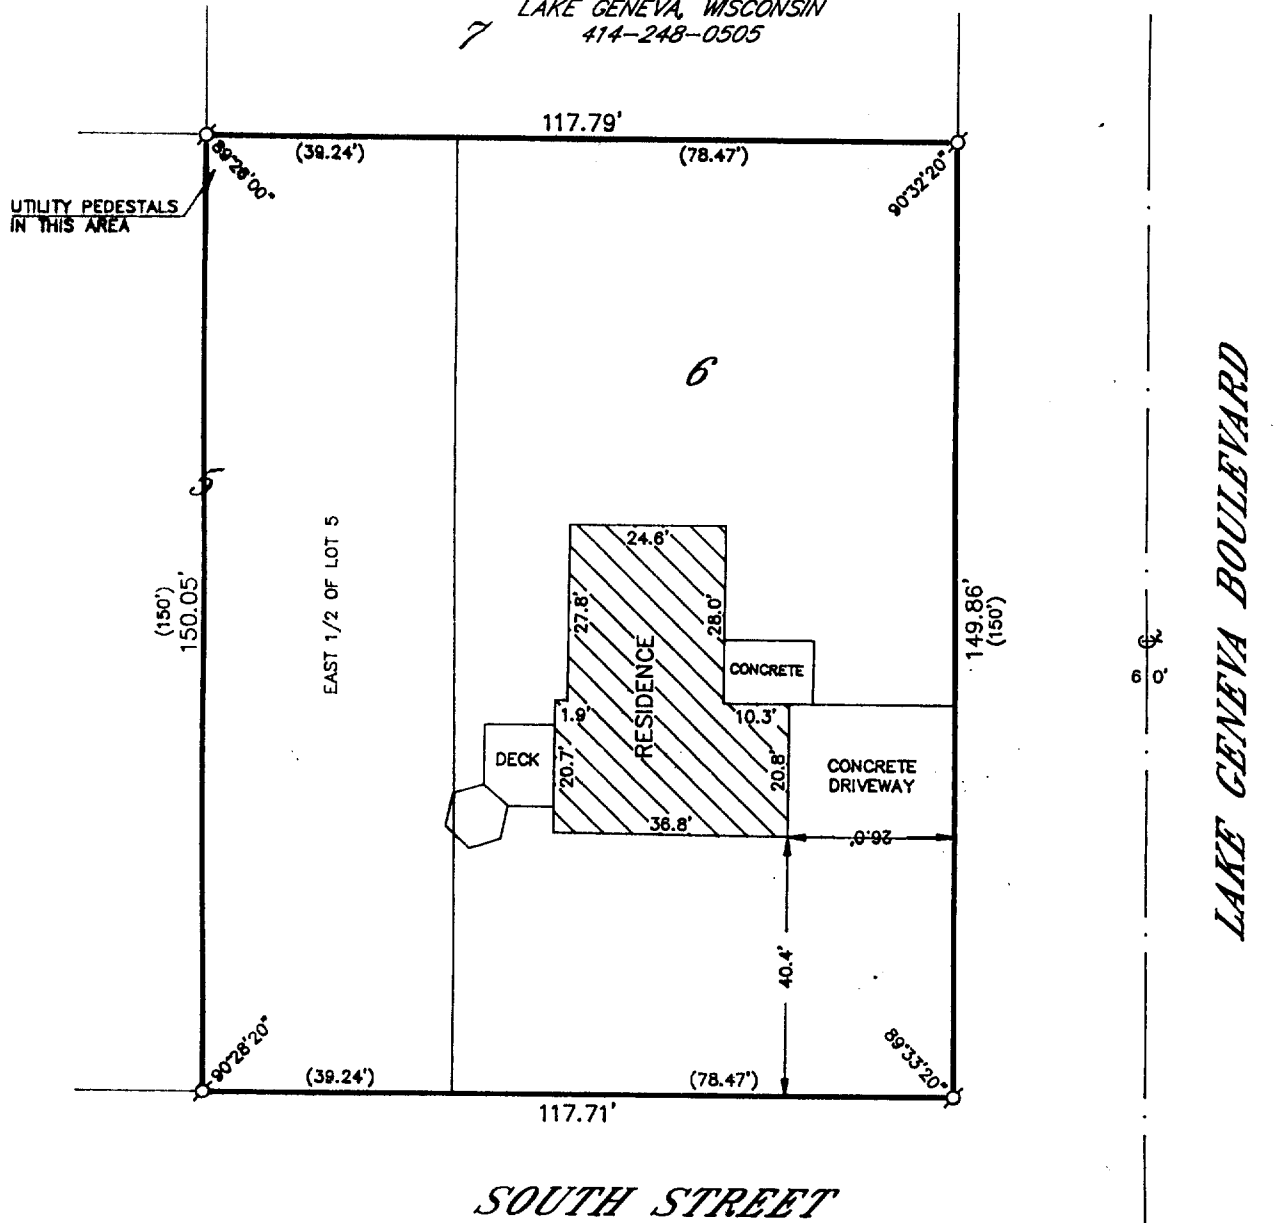 LAKE GENEVA, WISCONSIN
7
414-248-0505
117.79'
(39.24')
(78.47')
89°26'00"
90°32'20"
UTILITY PEDESTALS
IN THIS AREA
6
5
EAST 1/2 OF LOT 5
(150')
150.05'
24.6'
27.8'
28.0'
RESIDENCE
CONCRETE
1.9'
10.3'
DECK
20.7'
20.8'
CONCRETE
DRIVEWAY
36.8'
26.0'
40.4'
149.86'
(150')
60'
LAKE GENEVA BOULEVARD
90°28'20"
89°33'20"
(39.24')
(78.47')
117.71'
SOUTH STREET